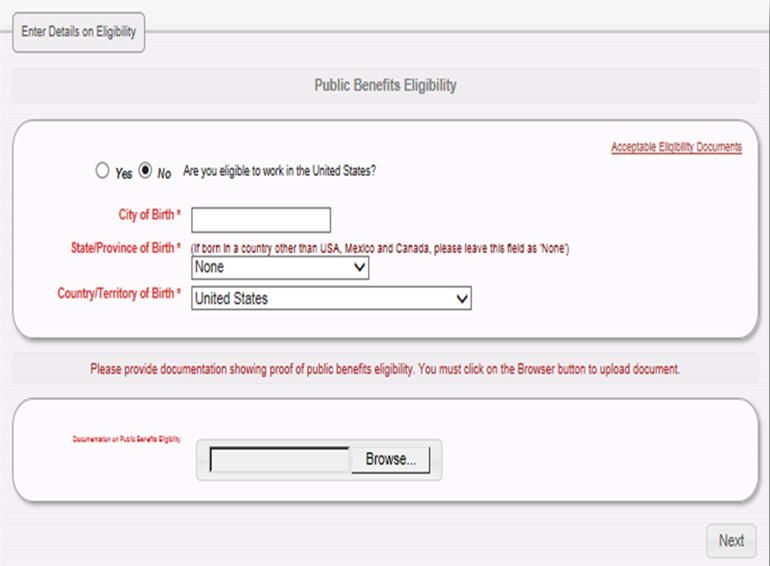 Enter Details on Eligibility
Public Benefits Eligibility
Acceptable Eligibility Documents
Yes No Are you eligible to work in the United States?
City of Birth *
State/Province of Birth * (If born in a country other than USA, Mexico and Canada, please leave this field as 'None')
None
Country/Territory of Birth * United States
Please provide documentation showing proof of public benefits eligibility. You must click on the Browser button to upload document.
Documentation on Public Benefits Eligibility
Browse...
Next